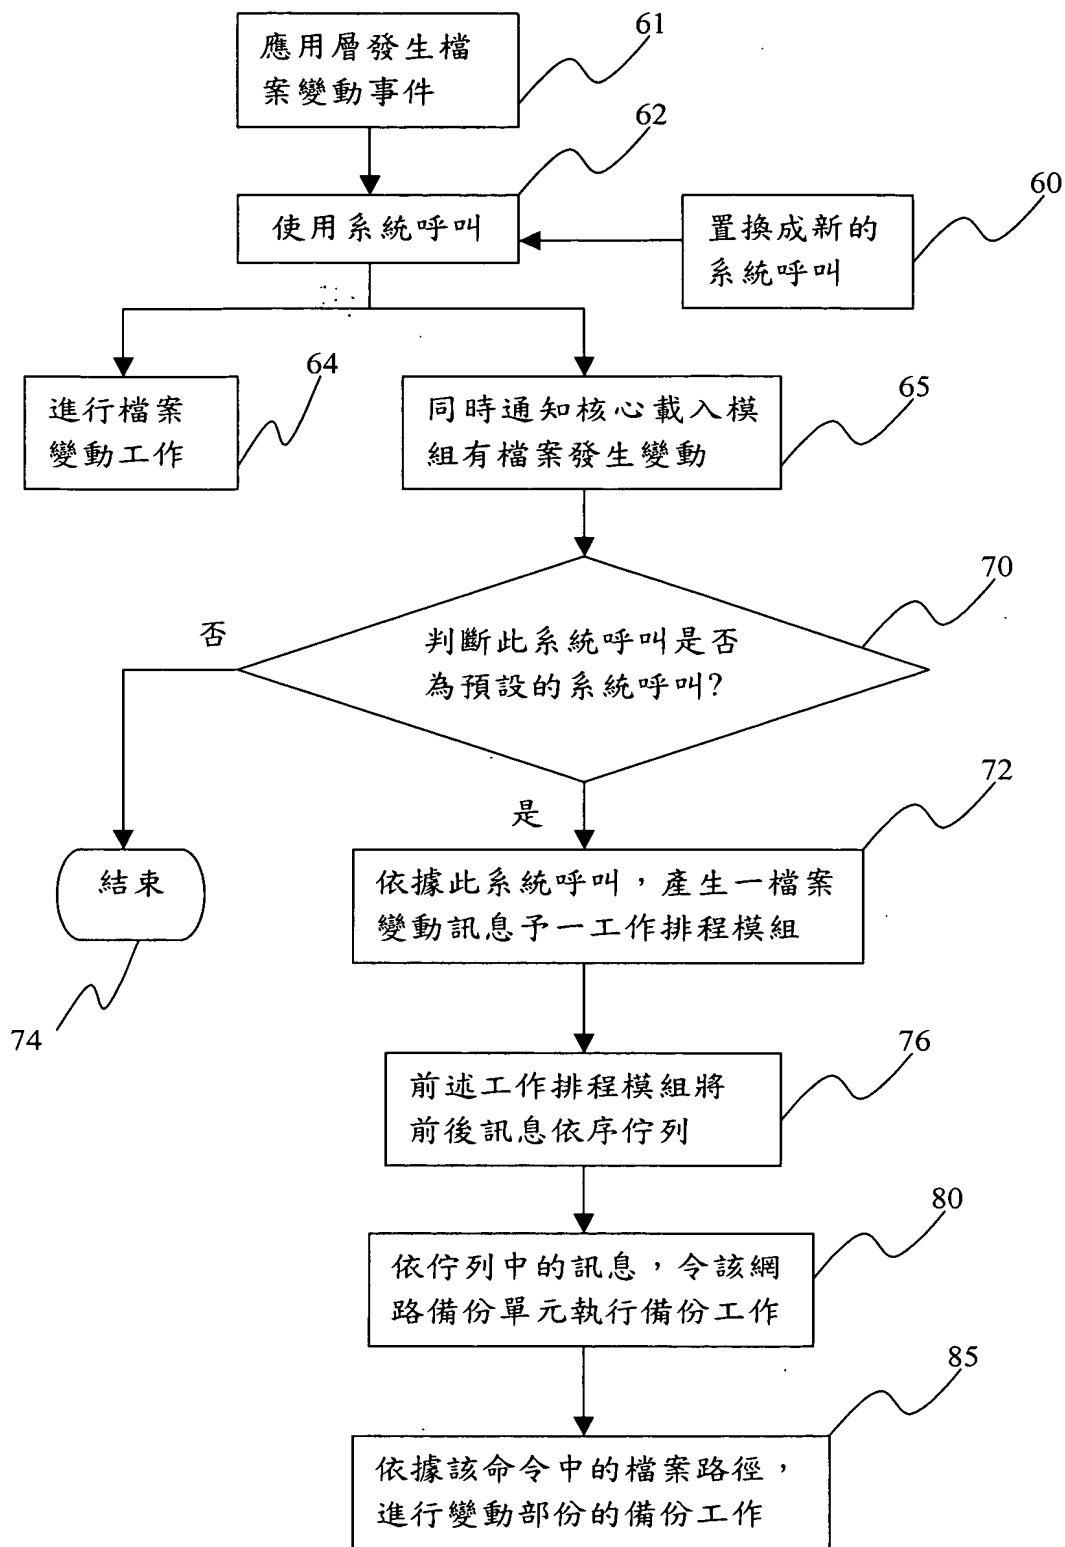 應用層發生檔
案變動事件
61
使用系統呼叫
62
置換成新的
系統呼叫
60
進行檔案
變動工作
64
同時通知核心載入模
組有檔案發生變動
65
判斷此系統呼叫是否
為預設的系統呼叫?
70
否
是
結束
74
依據此系統呼叫,產生一檔案
變動訊息予一工作排程模組
72
前述工作排程模組將
前後訊息依序佇列
76
依佇列中的訊息,令該網
路備份單元執行備份工作
80
依據該命令中的檔案路徑,
進行變動部份的備份工作
85